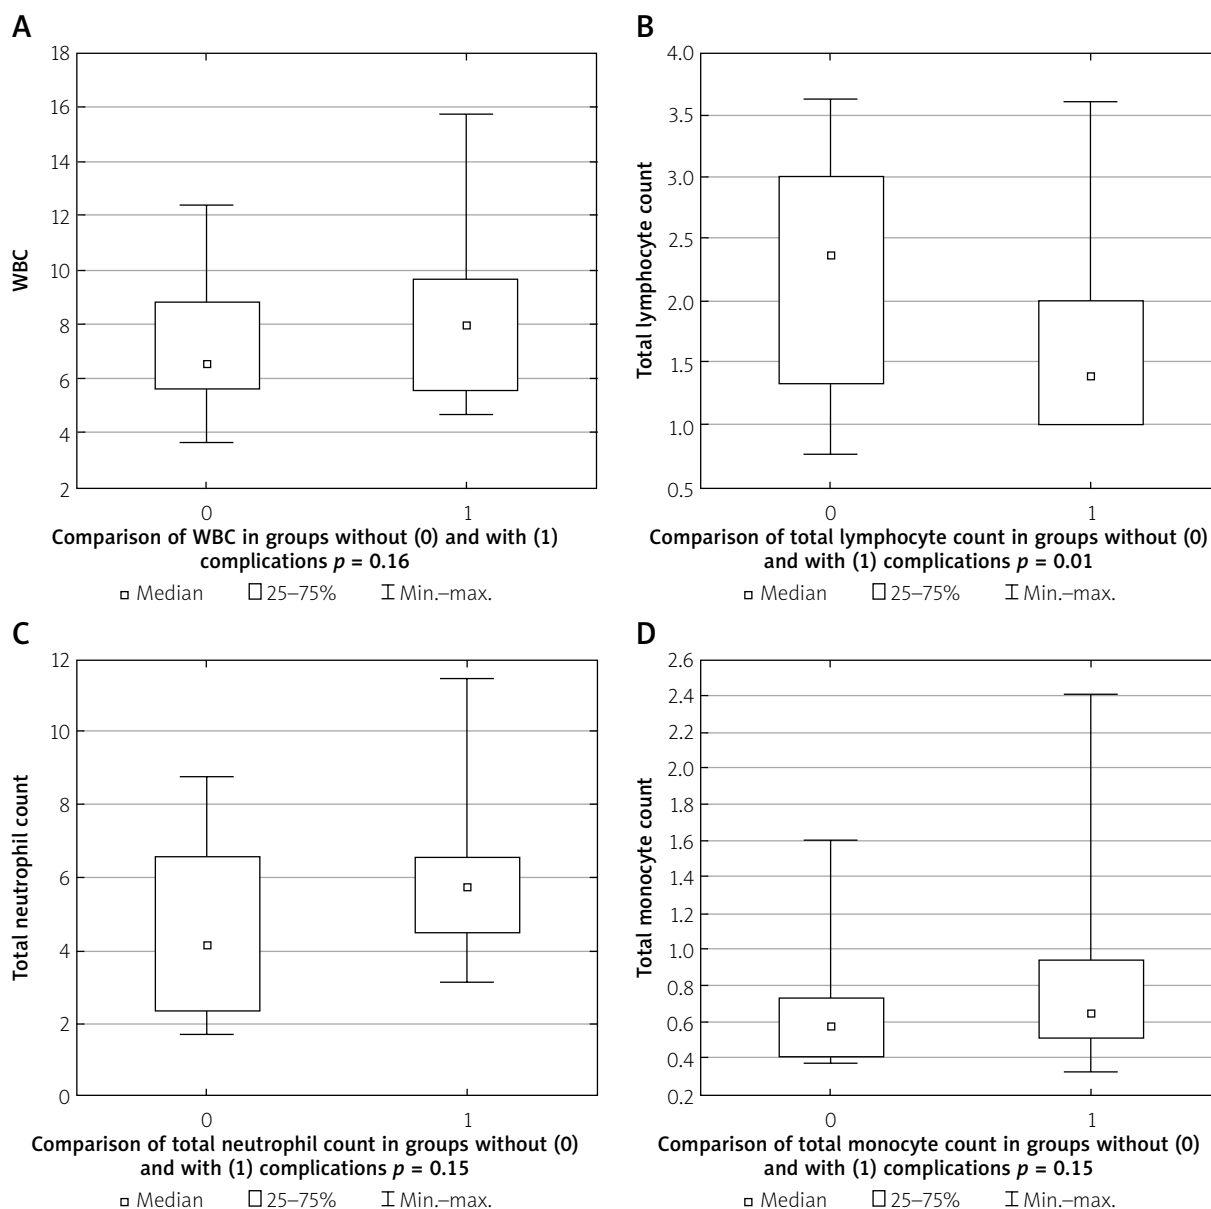 A
WBC
18
16
14
12
10
8
6
4
2
0 1
Comparison of WBC in groups without (0) and with (1)
complications p = 0.16
Median 25–75% Min.–max.
B
Total lymphocyte count
4.0
3.5
3.0
2.5
2.0
1.5
1.0
0.5
0 1
Comparison of total lymphocyte count in groups without (0)
and with (1) complications p = 0.01
Median 25–75% Min.–max.
C
Total neutrophil count
12
10
8
6
4
2
0
0 1
Comparison of total neutrophil count in groups without (0)
and with (1) complications p = 0.15
Median 25–75% Min.–max.
D
Total monocyte count
2.6
2.4
2.2
2.0
1.8
1.6
1.4
1.2
1.0
0.8
0.6
0.4
0.2
0 1
Comparison of total monocyte count in groups without (0)
and with (1) complications p = 0.15
Median 25–75% Min.–max.